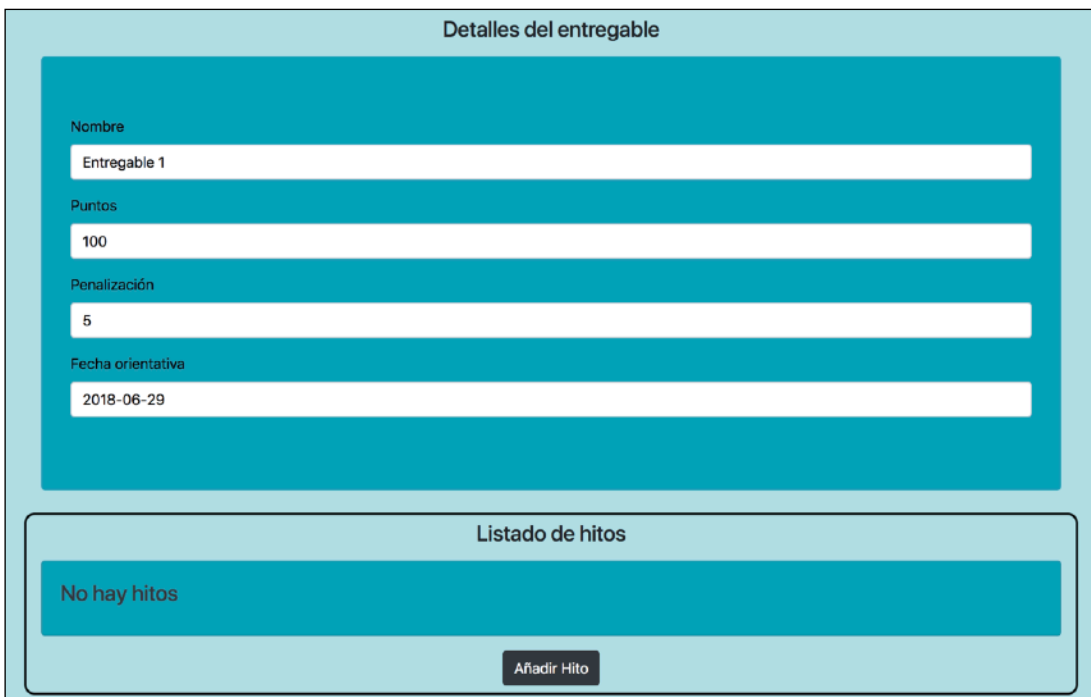 Detalles del entregable
Nombre
Entregable 1
Puntos
100
Penalización
5
Fecha orientativa
2018-06-29
Listado de hitos
No hay hitos
Añadir Hito